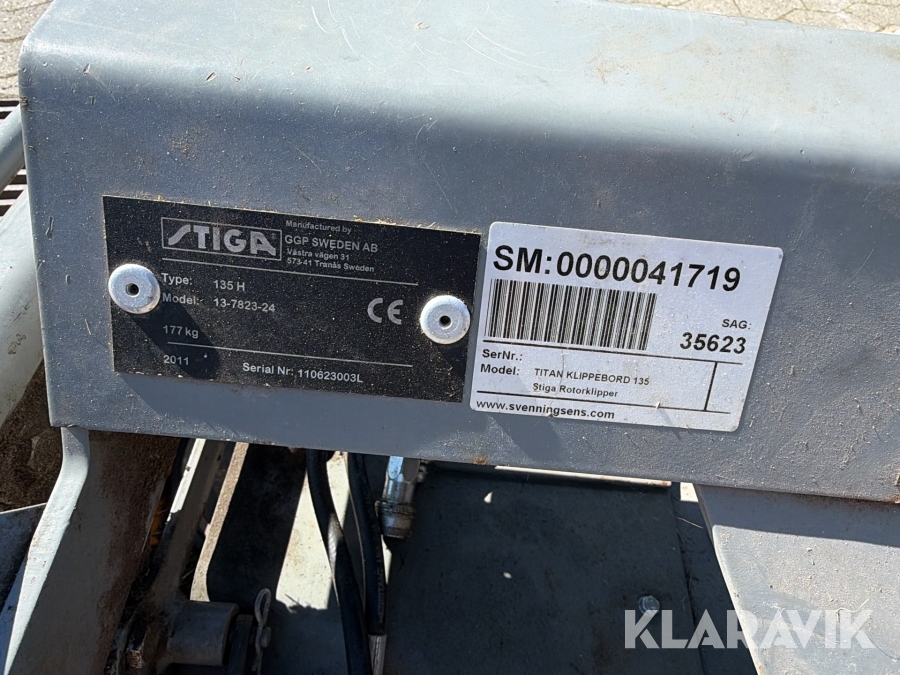 STIGA
Manufactured by
GGP SWEDEN AB
Västra vägen 31
573-41 Tranås Sweden
Type: 135 H
Model: 13-7823-24
CE
177 kg
2011
Serial Nr: 110623003L
SM:0000041719
SAG:
35623
SerNr.:
Model: TITAN KLIPPEBORD 135
Stiga Rotorklipper
www.svenningsens.com
KLARAVIK